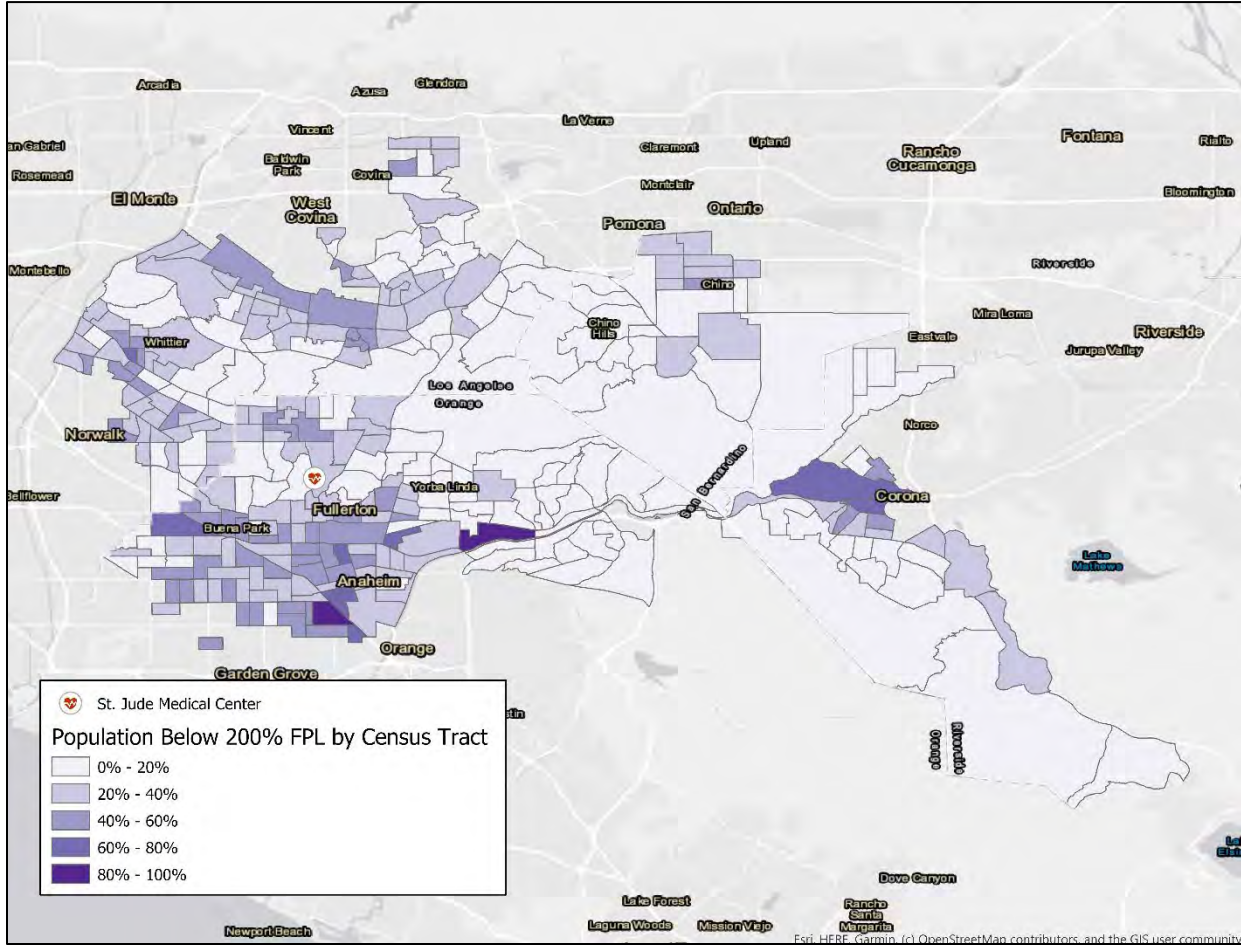 Arcadia
Azusa
Glendora
La Verne
Fontana
Vincent
an Gabriel
Baldwin
Park
Claremont
Upland
Rancho
Cucamonga
Rialto
Rosemead
Covina
El Monte
Montclair
Bloomington
West
Covina
Pomona
Ontario
Montebello
Riverside
Chino
Mira Loma
Whittier
Chino
Hills
Eastvale
Riverside
Jurupa Valley
Los Angeles
Orange
Norwalk
Norco
San Bernardino
Bellflower
Yorba Linda
Corona
Fullerton
Buena Park
Lake
Mathews
Anaheim
Orange
Garden Grove
St. Jude Medical Center
stin
Population Below 200% FPL by Census Tract
0% - 20%
20% - 40%
40% - 60%
60% - 80%
80% - 100%
Orange
Riverside
Dove Canyon
Lake Forest
Rancho
Santa
Margarita
Laguna Woods
Mission Viejo
Newport Beach
Esri, HERE, Garmin, (c) OpenStreetMap contributors, and the GIS user community